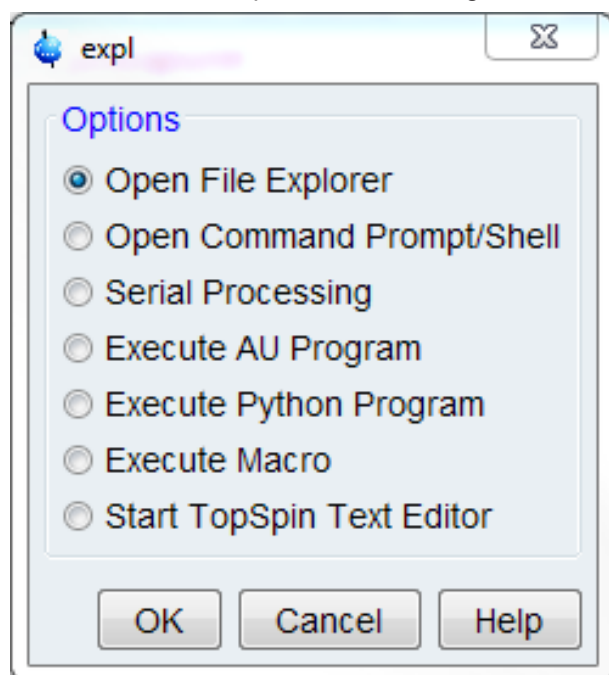 expl
Options
Open File Explorer
Open Command Prompt/Shell
Serial Processing
Execute AU Program
Execute Python Program
Execute Macro
Start TopSpin Text Editor
OK Cancel Help